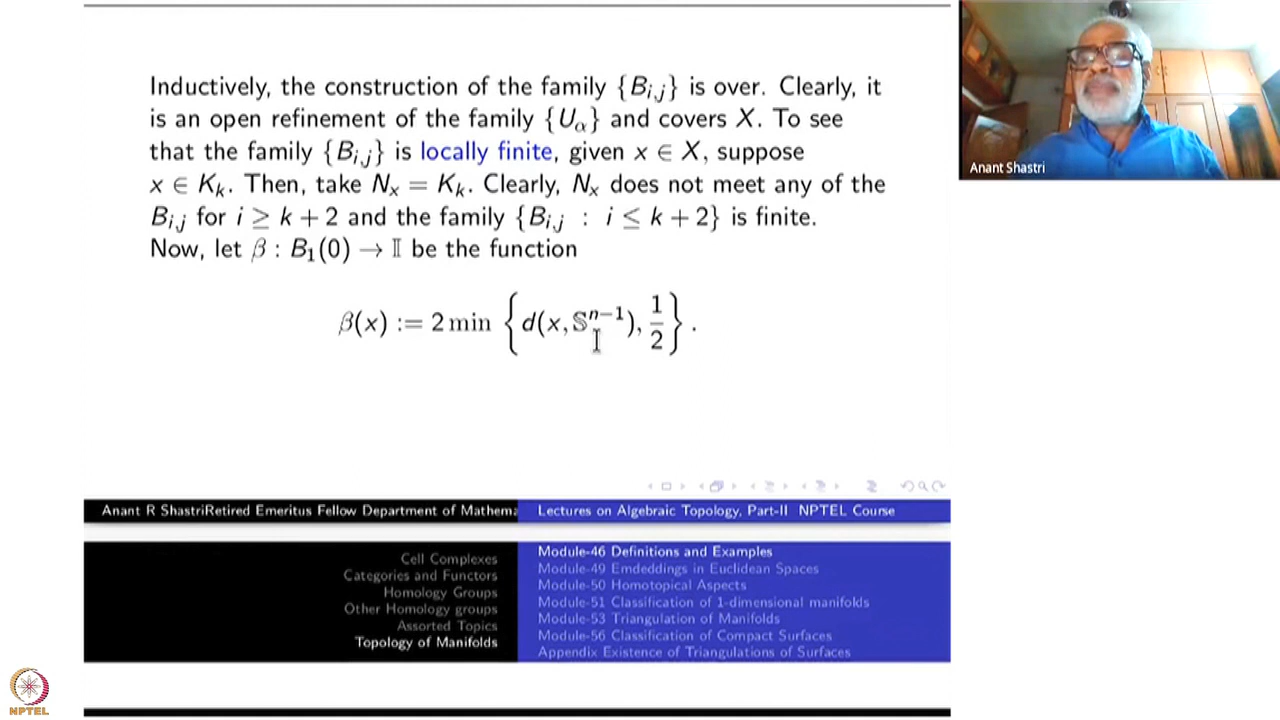 Inductively, the construction of the family {B_{i,j}} is over. Clearly, it
is an open refinement of the family {U_α} and covers X. To see
that the family {B_{i,j}} is locally finite, given x ∈ X, suppose
x ∈ K_k. Then, take N_x = K_k. Clearly, N_x does not meet any of the
B_{i,j} for i ≥ k + 2 and the family {B_{i,j} : i ≤ k + 2} is finite.
Now, let β : B_1(0) → 𝕀 be the function
β(x) := 2 min { d(x, 𝕊^{n−1}), 1/2 } .
Anant Shastri
Anant R ShastriRetired Emeritus Fellow Department of Mathema
Lectures on Algebraic Topology, Part-II NPTEL Course
Cell Complexes
Categories and Functors
Homology Groups
Other Homology groups
Assorted Topics
Topology of Manifolds
Module-46 Definitions and Examples
Module-49 Emdeddings in Euclidean Spaces
Module-50 Homotopical Aspects
Module-51 Classification of 1-dimensional manifolds
Module-53 Triangulation of Manifolds
Module-56 Classification of Compact Surfaces
Appendix Existence of Triangulations of Surfaces
NPTEL